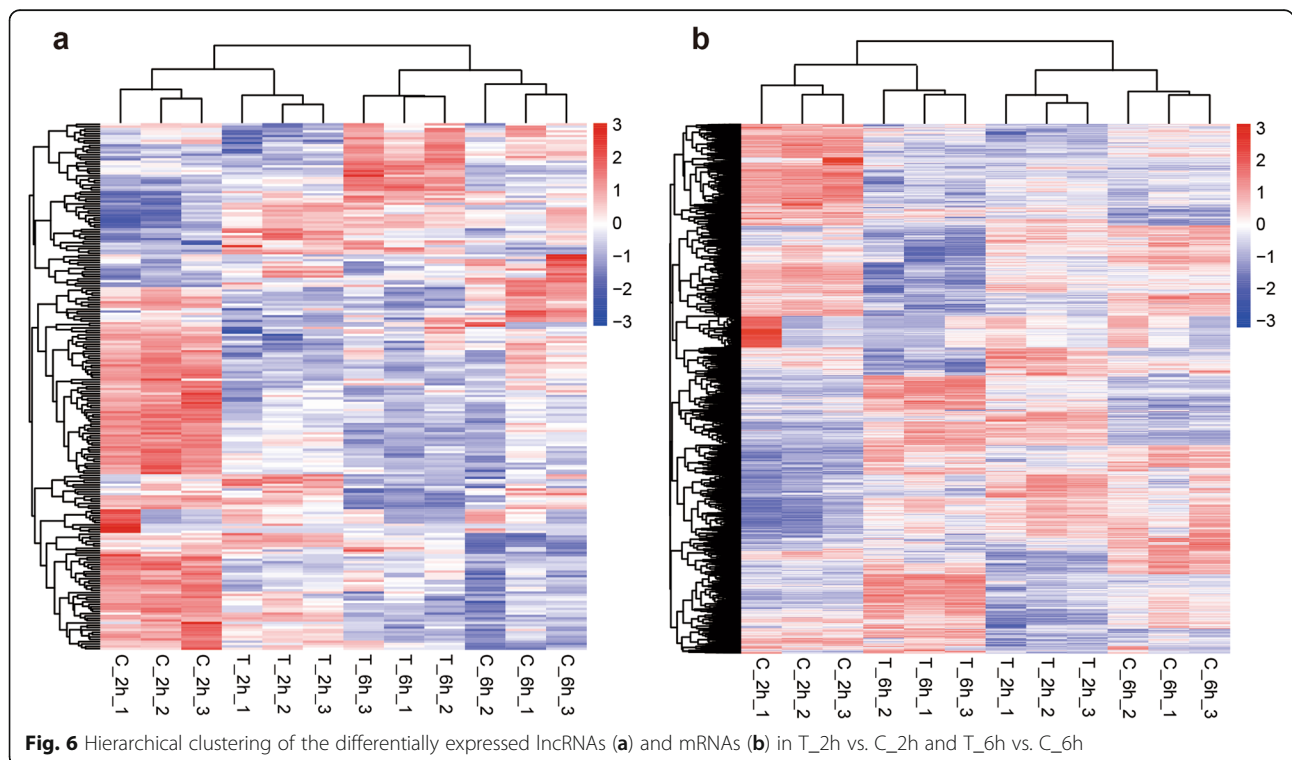 a
b
3
2
1
0
−1
−2
−3
3
2
1
0
−1
−2
−3
C_2h_1
C_2h_2
C_2h_3
T_2h_1
T_2h_2
T_2h_3
T_6h_3
T_6h_1
T_6h_2
C_6h_2
C_6h_1
C_6h_3
C_2h_1
C_2h_2
C_2h_3
T_6h_2
T_6h_1
T_6h_3
T_2h_1
T_2h_2
T_2h_3
C_6h_2
C_6h_1
C_6h_3
Fig. 6 Hierarchical clustering of the differentially expressed lncRNAs (a) and mRNAs (b) in T_2h vs. C_2h and T_6h vs. C_6h